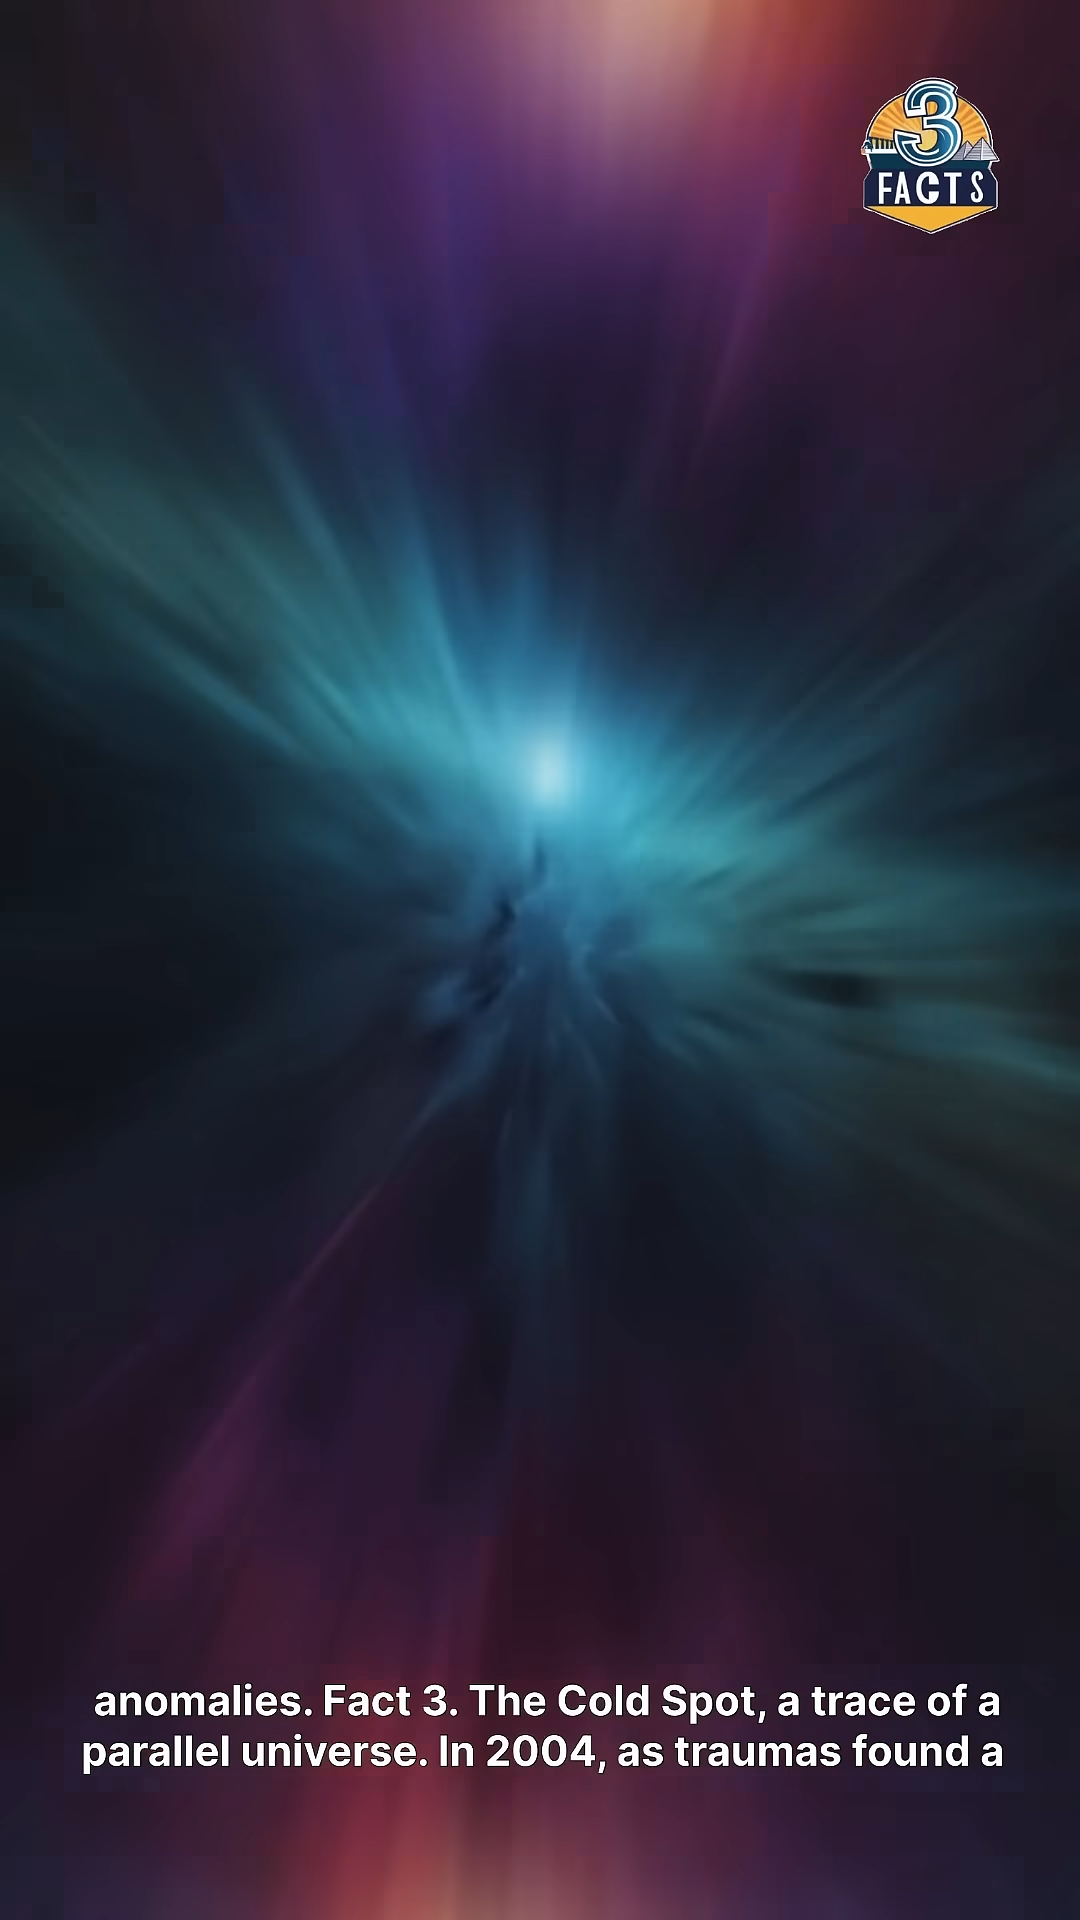 3
FACTS
anomalies. Fact 3. The Cold Spot, a trace of a
parallel universe. In 2004, as traumas found a